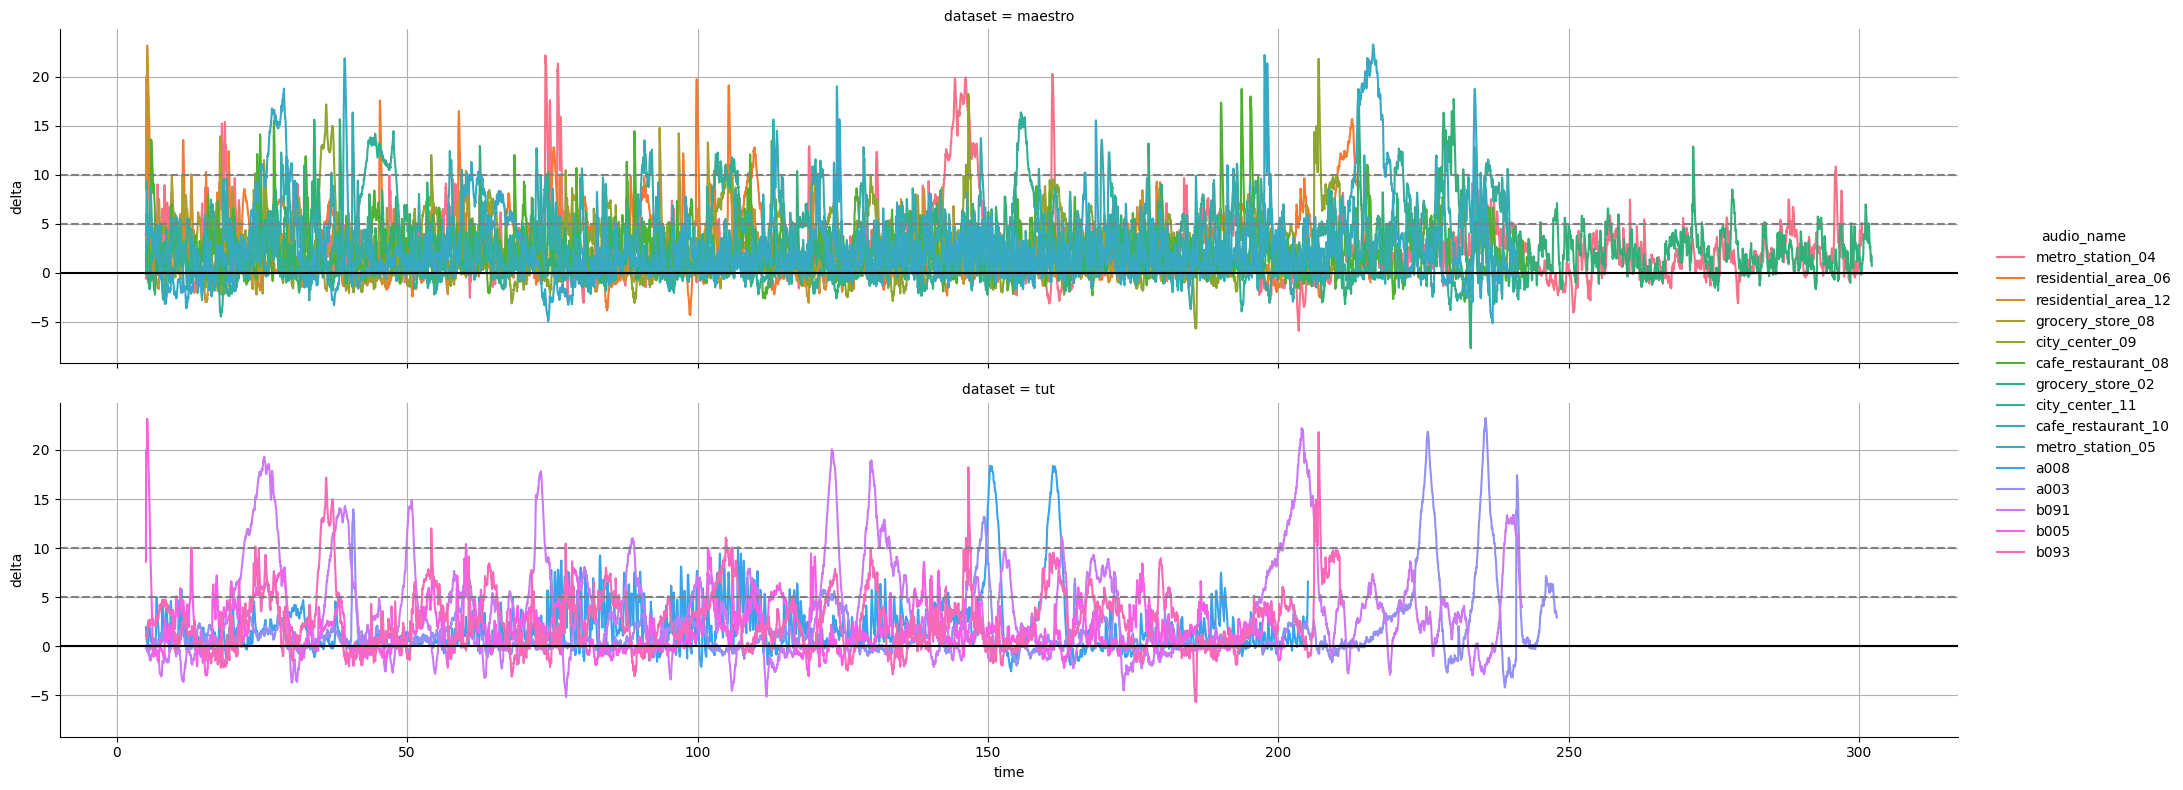 dataset = maestro
20
15
10
5
0
−5
delta
dataset = tut
20
15
10
5
0
−5
delta
0
50
100
150
200
250
300
time
audio_name
metro_station_04
residential_area_06
residential_area_12
grocery_store_08
city_center_09
cafe_restaurant_08
grocery_store_02
city_center_11
cafe_restaurant_10
metro_station_05
a008
a003
b091
b005
b093